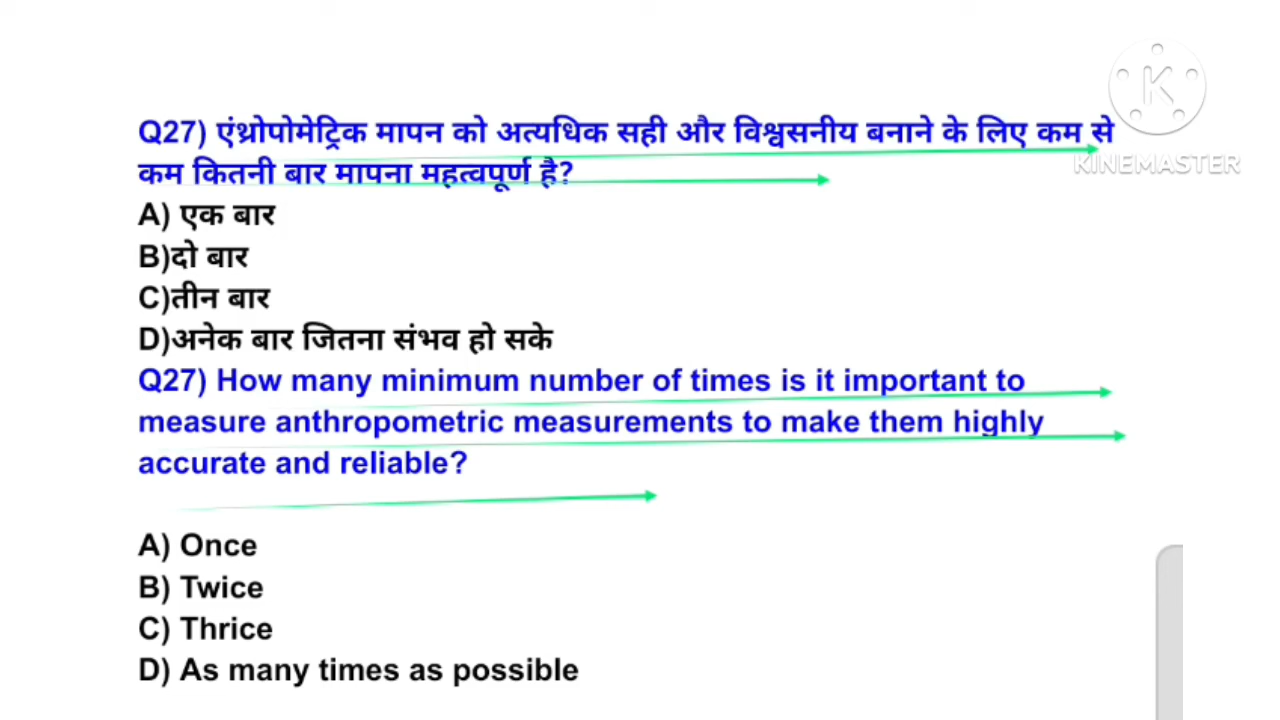 Q27) एंथ्रोपोमेट्रिक मापन को अत्यधिक सही और विश्वसनीय बनाने के लिए कम से
कम कितनी बार मापना महत्वपूर्ण है?
A) एक बार
B)दो बार
C)तीन बार
D)अनेक बार जितना संभव हो सके
Q27) How many minimum number of times is it important to
measure anthropometric measurements to make them highly
accurate and reliable?
A) Once
B) Twice
C) Thrice
D) As many times as possible
K
KINEMASTER